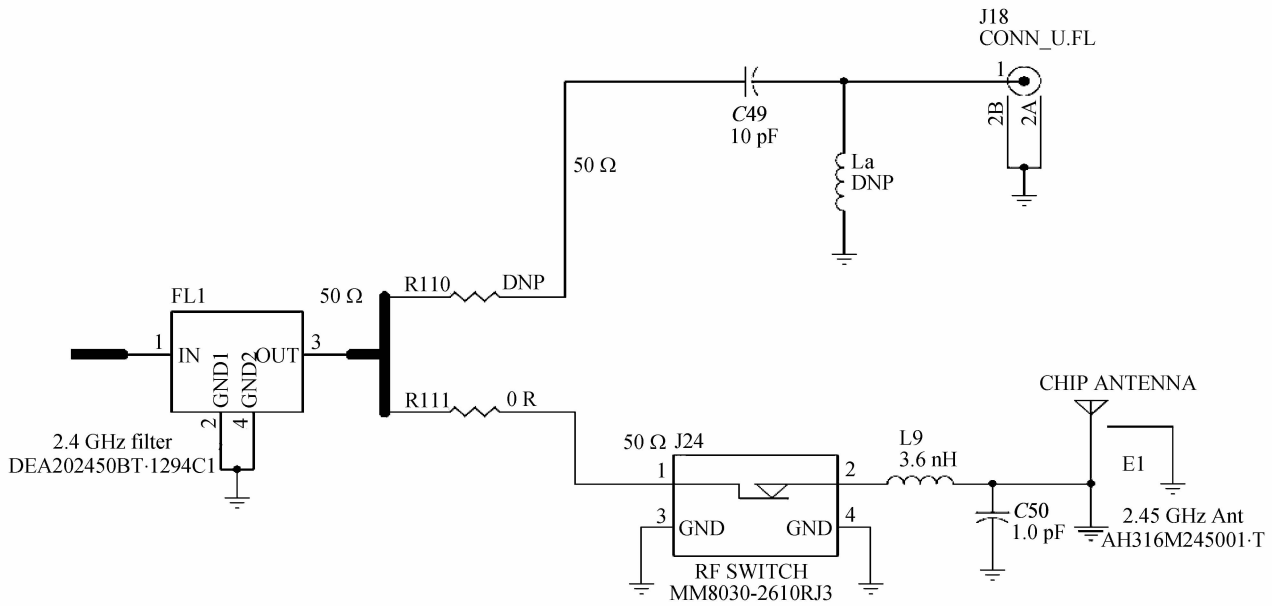 J18
CONN_U.FL
1
2B
2A
C49
10 pF
La
DNP
50 Ω
R110
DNP
50 Ω
FL1
1
IN
OUT
3
GND1
GND2
2
4
2.4 GHz filter
DEA202450BT·1294C1
R111
0 R
50 Ω
J24
1
2
3
GND
GND
4
RF SWITCH
MM8030-2610RJ3
L9
3.6 nH
C50
1.0 pF
CHIP ANTENNA
E1
2.45 GHz Ant
AH316M245001·T